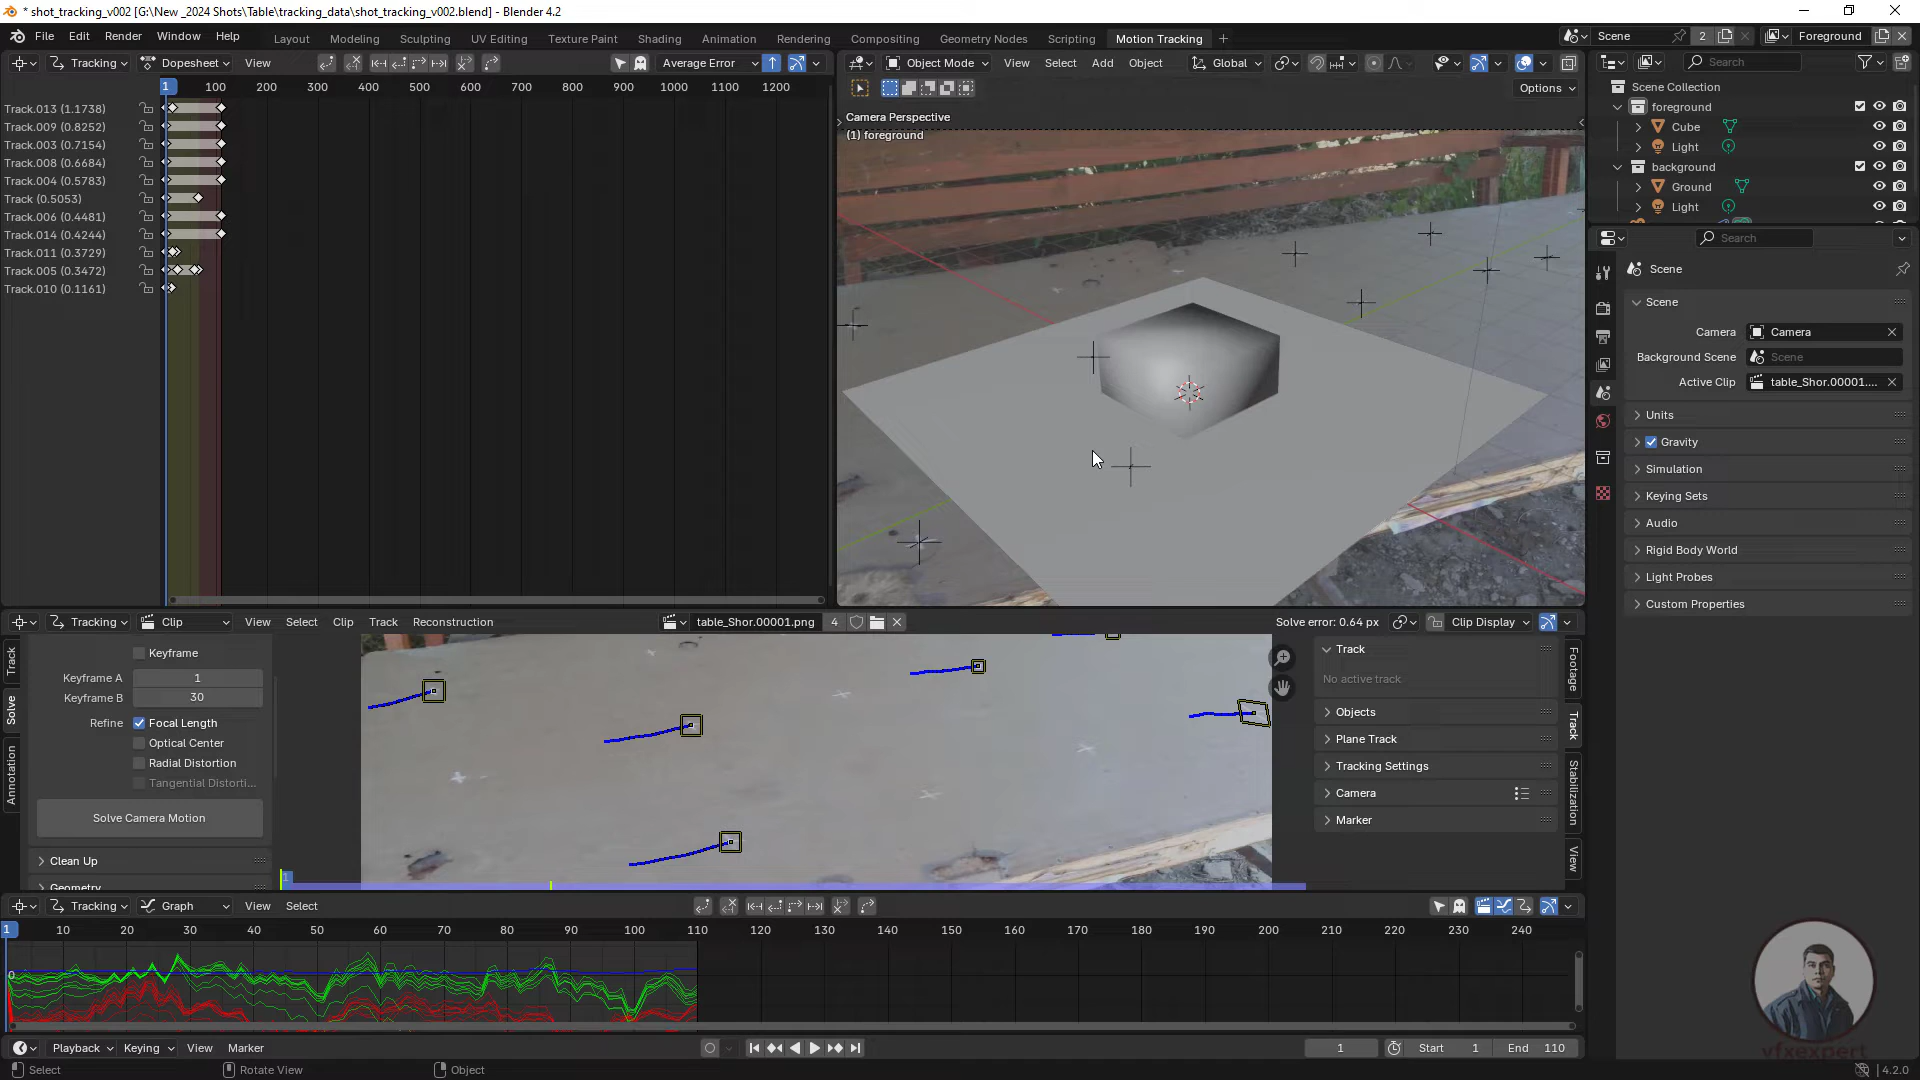 * shot_tracking_v002 [G:\New _2024 Shots\Table\tracking_data\shot_tracking_v002.blend] - Blender 4.2
File Edit Render Window Help Layout Modeling Sculpting UV Editing Texture Paint Shading Animation Rendering Compositing Geometry Nodes Scripting Motion Tracking + Scene 2 Foreground
Tracking Dopesheet View Average Error
Object Mode View Select Add Object Global
Search
1 100 200 300 400 500 600 700 800 900 1000 1100 1200
Options
Track.013 (1.1738)
Track.009 (0.8252)
Track.003 (0.7154)
Track.008 (0.6684)
Track.004 (0.5783)
Track (0.5053)
Track.006 (0.4481)
Track.014 (0.4244)
Track.011 (0.3729)
Track.005 (0.3472)
Track.010 (0.1161)
Camera Perspective
(1) foreground
Scene Collection
foreground
Cube
Light
background
Ground
Light
Search
Scene
Scene
Camera Camera
Background Scene Scene
Active Clip table_Shor.00001....
Units
Gravity
Simulation
Keying Sets
Audio
Rigid Body World
Light Probes
Custom Properties
Tracking Clip View Select Clip Track Reconstruction table_Shor.00001.png 4 Solve error: 0.64 px Clip Display
Track
Solve
Annotation
Keyframe
Keyframe A 1
Keyframe B 30
Refine Focal Length
Optical Center
Radial Distortion
Tangential Distorti...
Solve Camera Motion
Clean Up
Geometry
1
Track
No active track
Objects
Plane Track
Tracking Settings
Camera
Marker
Footage
Track
Stabilization
View
Tracking Graph View Select
1 10 20 30 40 50 60 70 80 90 100 110 120 130 140 150 160 170 180 190 200 210 220 230 240
0
Playback Keying View Marker 1 Start 1 End 110
Select Rotate View Object 4.2.0
vfxexpert